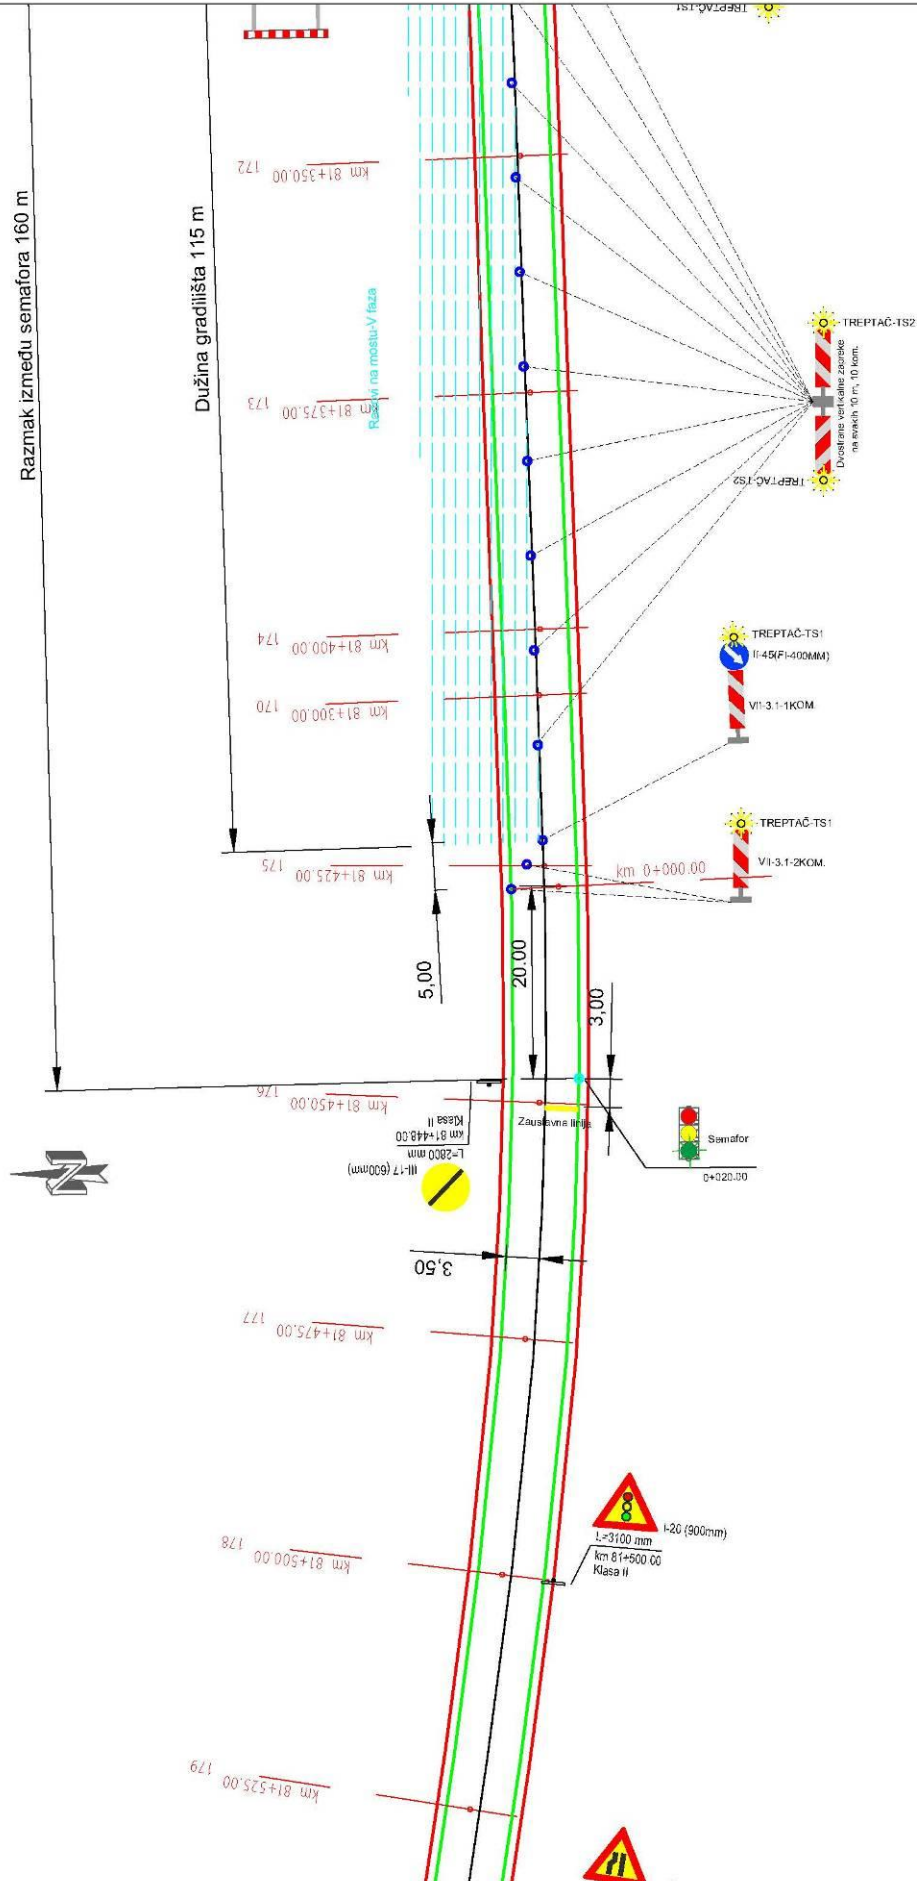 TREPTAČ-TS1
Razmak između semafora 160 m
Dužina gradilišta 115 m
172
km 81+350.00
Radovi na mostu-V faza
173
km 81+375.00
TREPTAČ-TS2
Dvostrane vertikalne zapreke
na svakih 10 m, 10 kom.
TREPTAČ-TS2
174
km 81+400.00
170
km 81+300.00
TREPTAČ-TS1
II-45(FI-400MM)
VII-3.1-1KOM.
175
km 81+425.00
km 0+000.00
TREPTAČ-TS1
VII-3.1-2KOM.
5,00
20.00
3,00
176
km 81+450.00
Zaustavna linija
Semafor
0+020.00
III-17 (600mm)
L=2800 mm
km 81+448.00
Klasa II
N
3,50
177
km 81+475.00
I-20 (900mm)
L=3100 mm
km 81+500.00
Klasa II
178
km 81+500.00
179
km 81+525.00